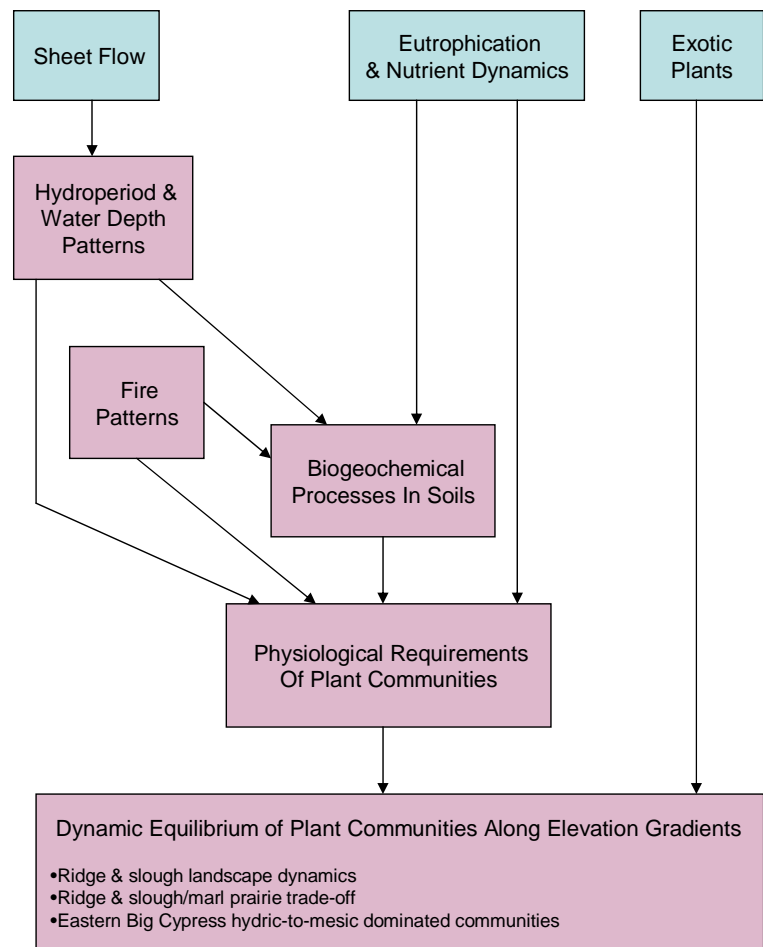 Sheet Flow
Eutrophication
& Nutrient Dynamics
Exotic
Plants
Hydroperiod &
Water Depth
Patterns
Fire
Patterns
Biogeochemical
Processes In Soils
Physiological Requirements
Of Plant Communities
Dynamic Equilibrium of Plant Communities Along Elevation Gradients
•Ridge & slough landscape dynamics
•Ridge & slough/marl prairie trade-off
•Eastern Big Cypress hydric-to-mesic dominated communities